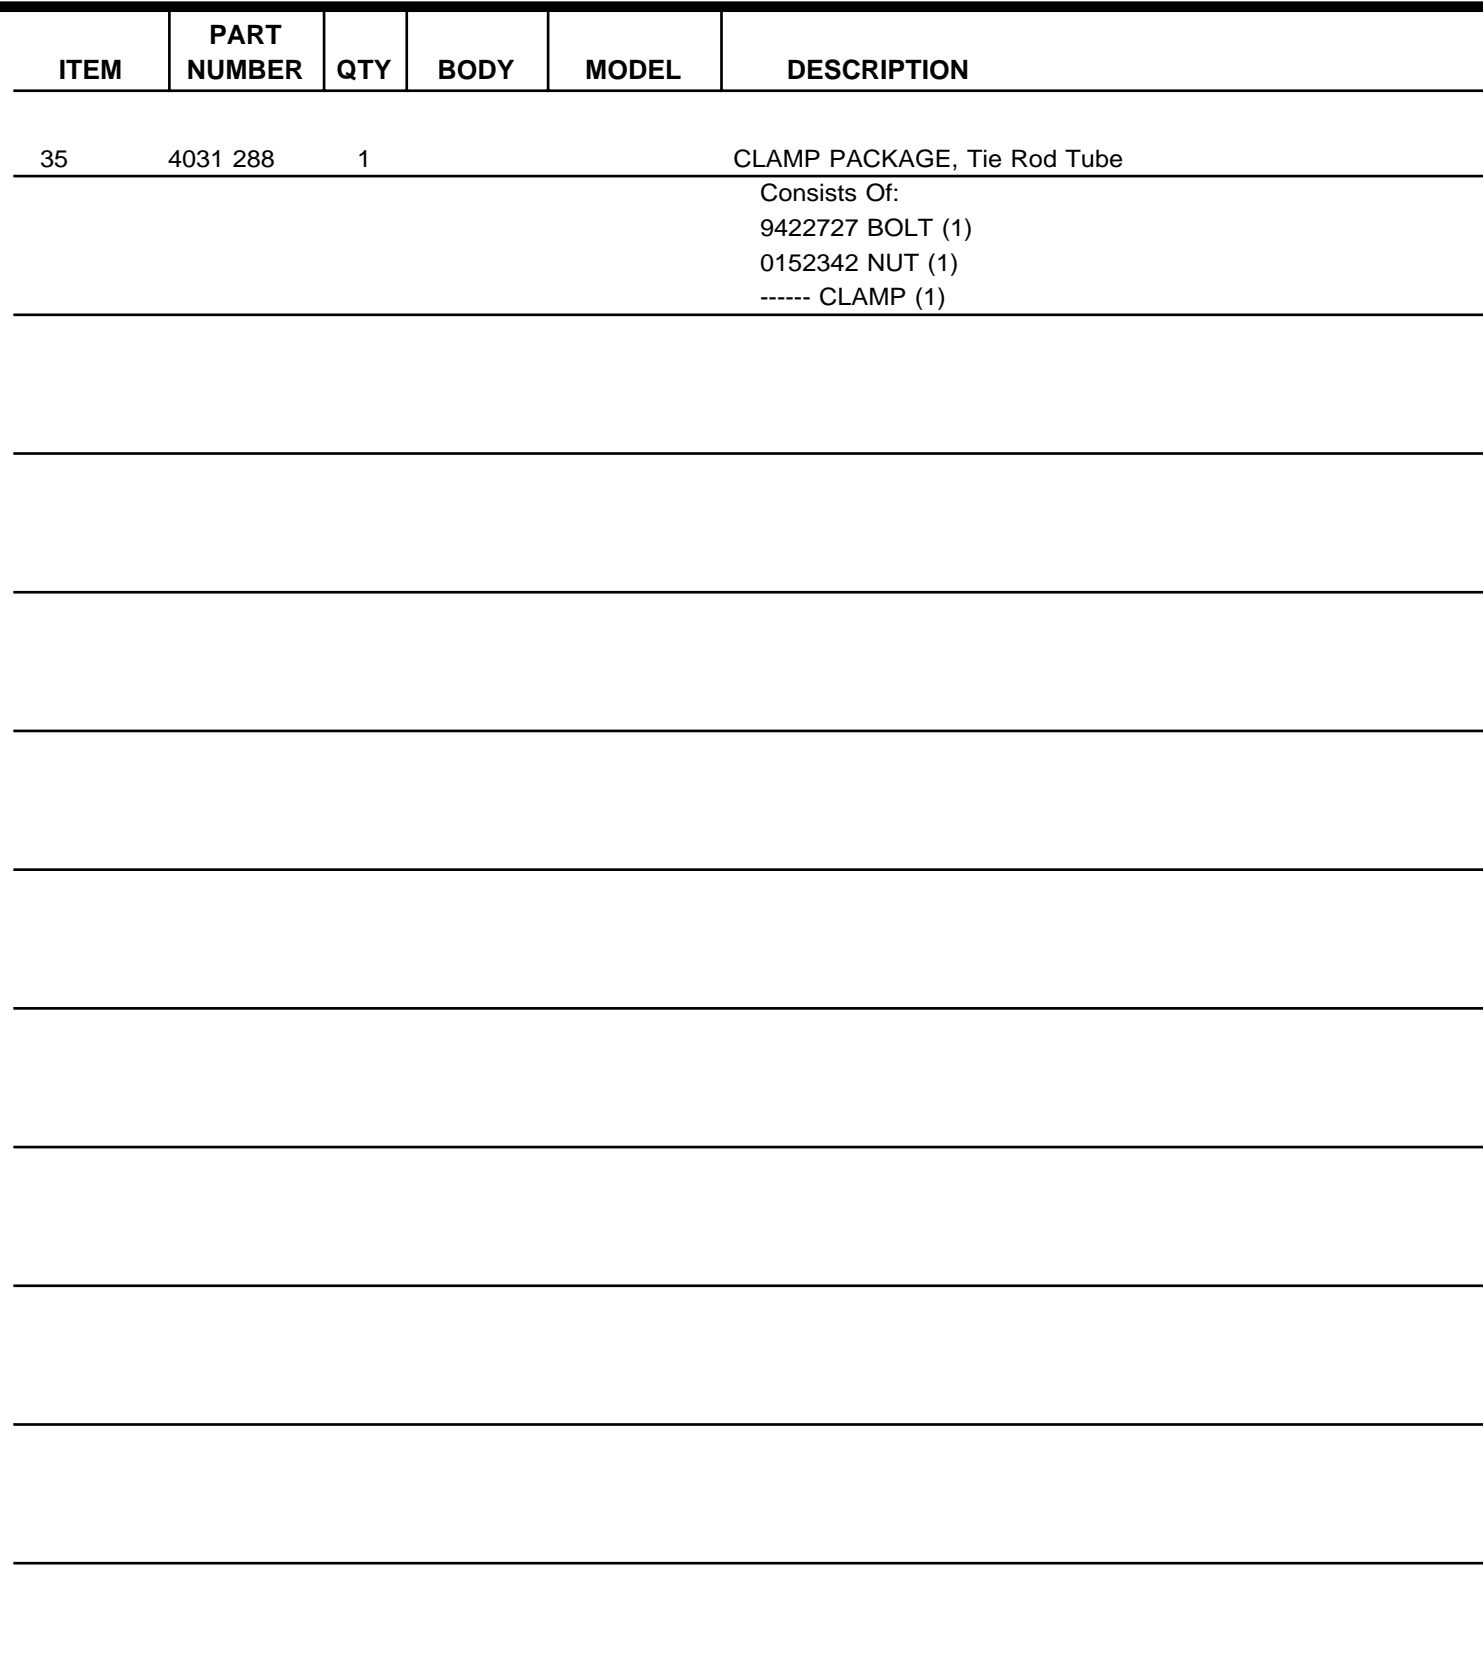 PART
ITEM NUMBER QTY BODY MODEL DESCRIPTION
35 4031 288 1 CLAMP PACKAGE, Tie Rod Tube
Consists Of:
9422727 BOLT (1)
0152342 NUT (1)
------ CLAMP (1)